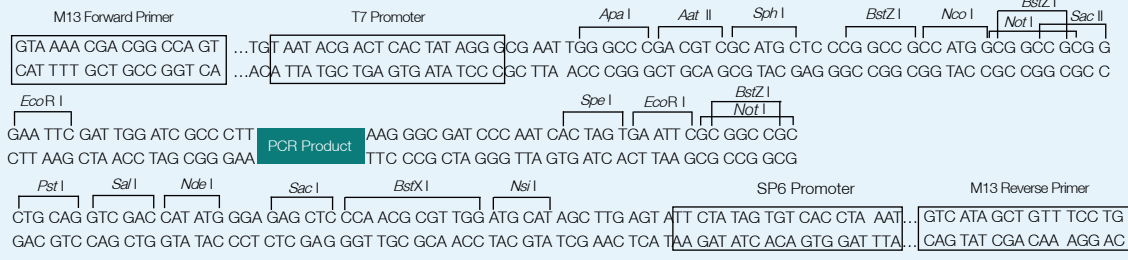 M13 Forward Primer T7 Promoter Apa I Aat II Sph I BstZ I Nco I BstZ I Not I Sac II
GTA AAA CGA CGG CCA GT ...TGT AAT ACG ACT CAC TAT AGG GCG AAT TGG GCC CGA CGT CGC ATG CTC CCG GCC GCC ATG GCG GCC GCG G
CAT TTT GCT GCC GGT CA ...ACA TTA TGC TGA GTG ATA TCC CGC TTA ACC CGG GCT GCA GCG TAC GAG GGC CGG CGG TAC CGC CGG CGC C
EcoR I Spe I EcoR I BstZ I Not I
GAA TTC GAT TGG ATC GCC CTT PCR Product AAG GGC GAT CCC AAT CAC TAG TGA ATT CGC GGC CGC
CTT AAG CTA ACC TAG CGG GAA TTC CCG CTA GGG TTA GTG ATC ACT TAA GCG CCG GCG
Pst I Sal I Nde I Sac I BstX I Nsi I SP6 Promoter M13 Reverse Primer
CTG CAG GTC GAC CAT ATG GGA GAG CTC CCA ACG CGT TGG ATG CAT AGC TTG AGT ATT CTA TAG TGT CAC CTA AAT... GTC ATA GCT GTT TCC TG
GAC GTC CAG CTG GTA TAC CCT CTC GAG GGT TGC GCA ACC TAC GTA TCG AAC TCA TAA GAT ATC ACA GTG GAT TTA... CAG TAT CGA CAA AGG AC